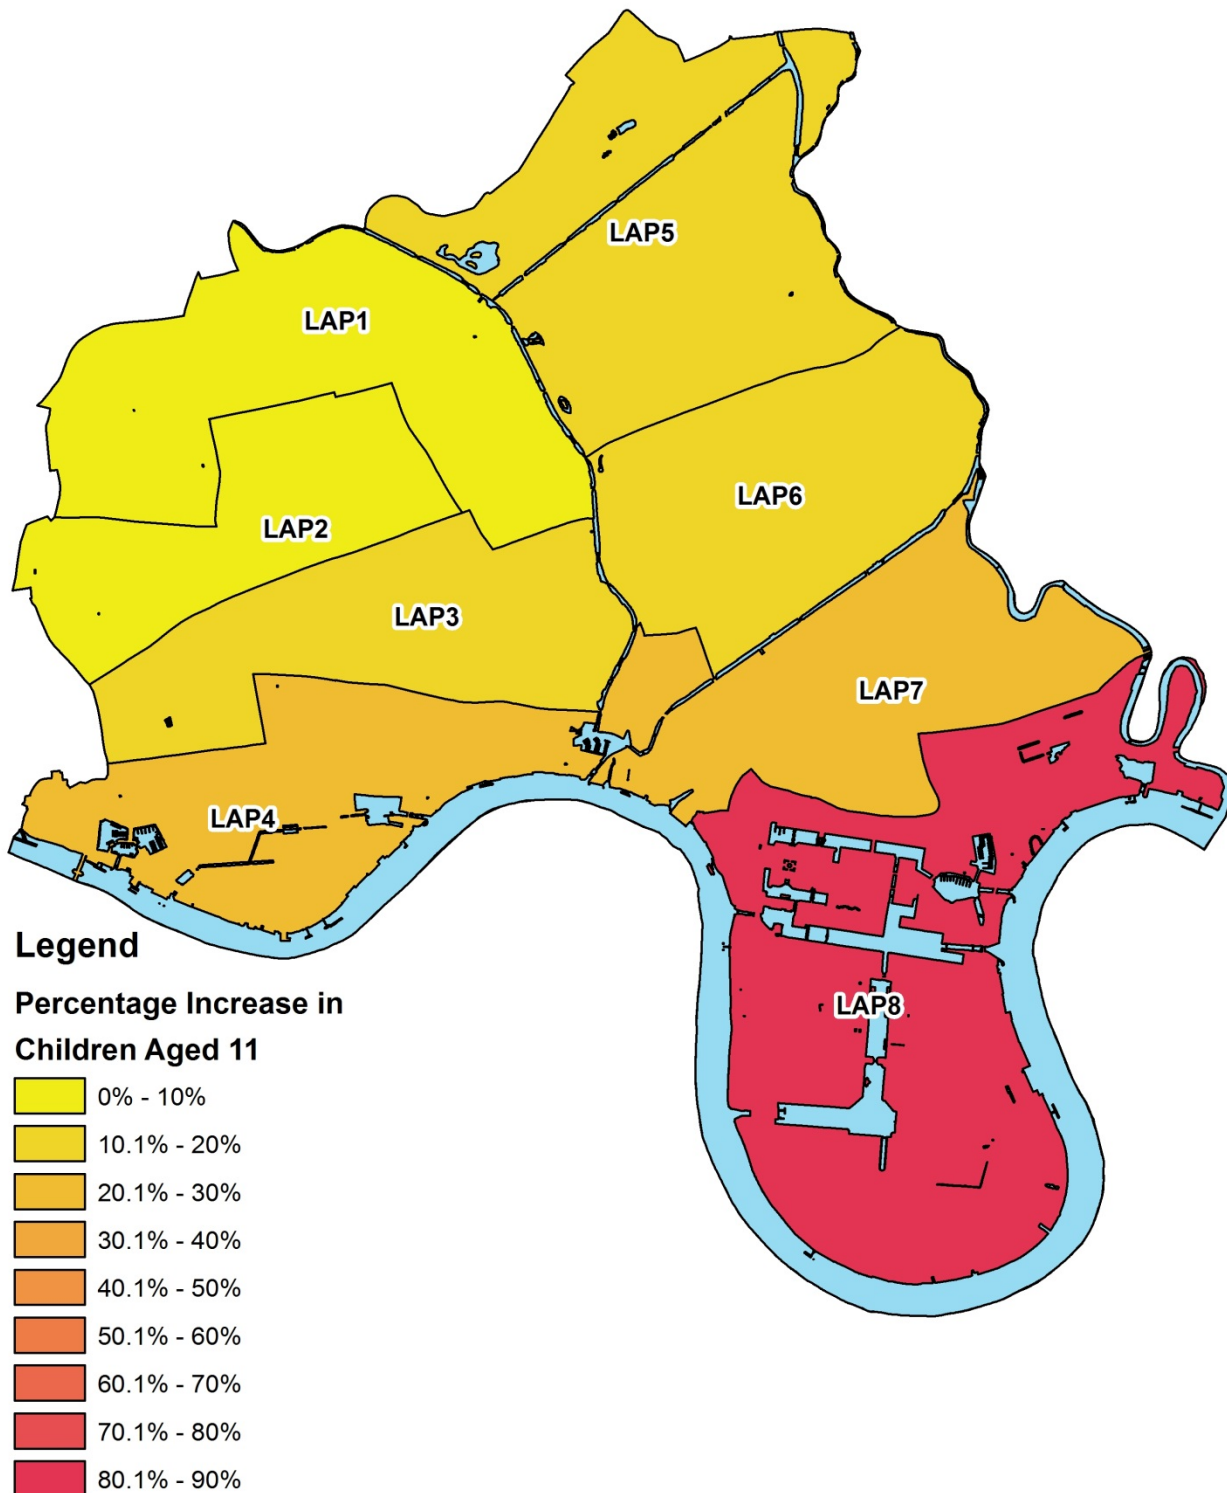 LAP5
LAP1
LAP6
LAP2
LAP3
LAP7
LAP4
LAP8
Legend
Percentage Increase in
Children Aged 11
0% - 10%
10.1% - 20%
20.1% - 30%
30.1% - 40%
40.1% - 50%
50.1% - 60%
60.1% - 70%
70.1% - 80%
80.1% - 90%